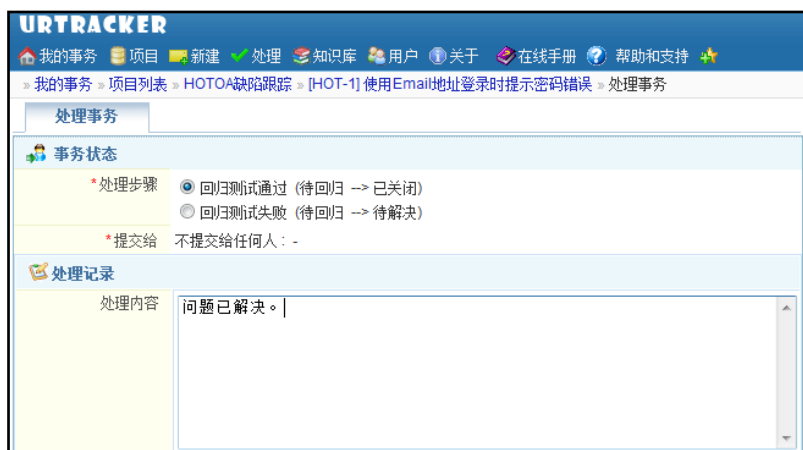 URTRACKER
我的事务 项目 新建 处理 知识库 用户 关于 在线手册 帮助和支持
» 我的事务 » 项目列表 » HOTOA缺陷跟踪 » [HOT-1] 使用Email地址登录时提示密码错误 » 处理事务
处理事务
事务状态
*处理步骤 回归测试通过 (待回归 --> 已关闭)
回归测试失败 (待回归 --> 待解决)
*提交给 不提交给任何人: -
处理记录
处理内容 问题已解决。